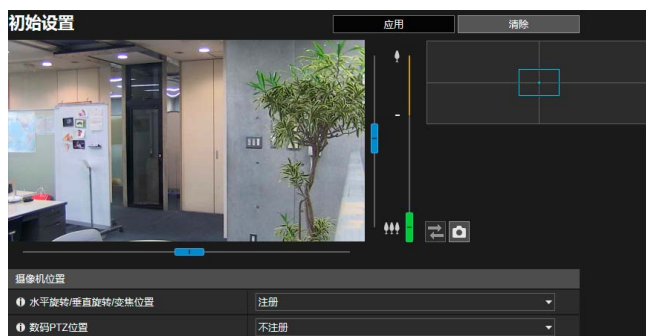 初始设置
应用
清除
摄像机位置
水平旋转/垂直旋转/变焦位置
注册
数码PTZ位置
不注册